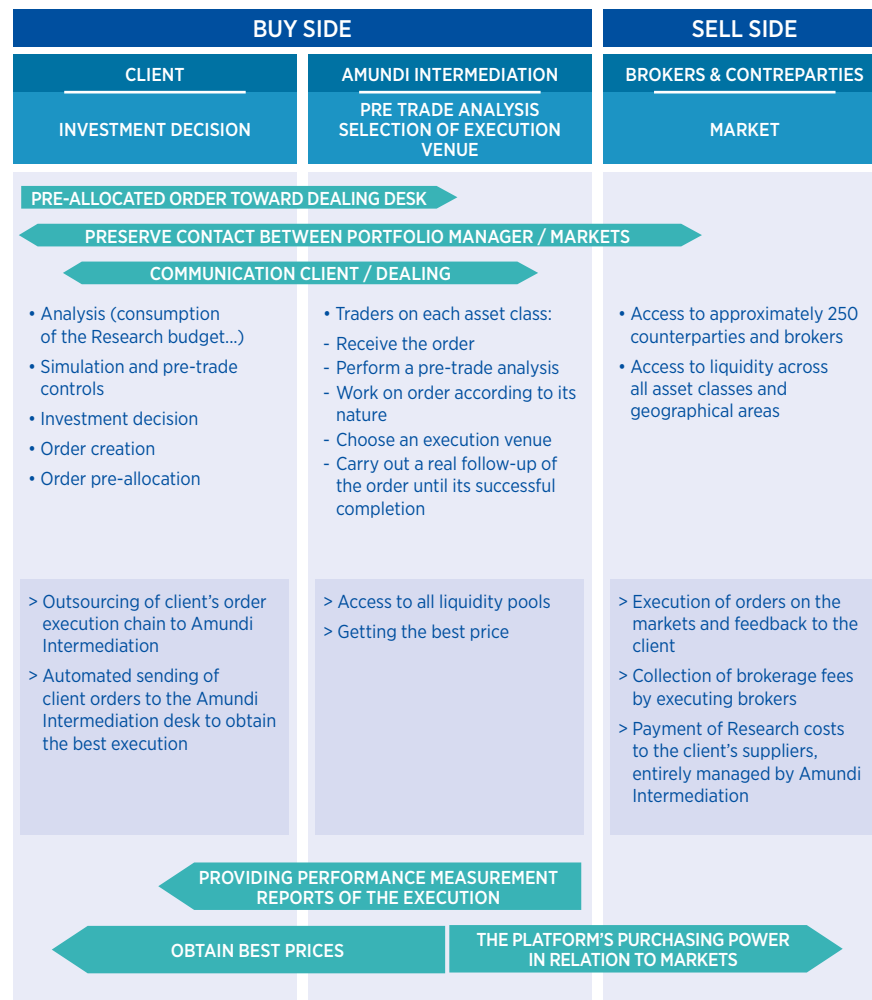 BUY SIDE
SELL SIDE
CLIENT
INVESTMENT DECISION
AMUNDI INTERMEDIATION
PRE TRADE ANALYSIS
SELECTION OF EXECUTION
VENUE
BROKERS & CONTREPARTIES
MARKET
PRE-ALLOCATED ORDER TOWARD DEALING DESK
PRESERVE CONTACT BETWEEN PORTFOLIO MANAGER / MARKETS
COMMUNICATION CLIENT / DEALING
• Analysis (consumption
of the Research budget...)
• Simulation and pre-trade
controls
• Investment decision
• Order creation
• Order pre-allocation
• Traders on each asset class:
- Receive the order
- Perform a pre-trade analysis
- Work on order according to its
nature
- Choose an execution venue
- Carry out a real follow-up of
the order until its successful
completion
• Access to approximately 250
counterparties and brokers
• Access to liquidity across
all asset classes and
geographical areas
> Outsourcing of client's order
execution chain to Amundi
Intermediation
> Automated sending of
client orders to the Amundi
Intermediation desk to obtain
the best execution
> Access to all liquidity pools
> Getting the best price
> Execution of orders on the
markets and feedback to the
client
> Collection of brokerage fees
by executing brokers
> Payment of Research costs
to the client's suppliers,
entirely managed by Amundi
Intermediation
PROVIDING PERFORMANCE MEASUREMENT
REPORTS OF THE EXECUTION
OBTAIN BEST PRICES
THE PLATFORM'S PURCHASING POWER
IN RELATION TO MARKETS